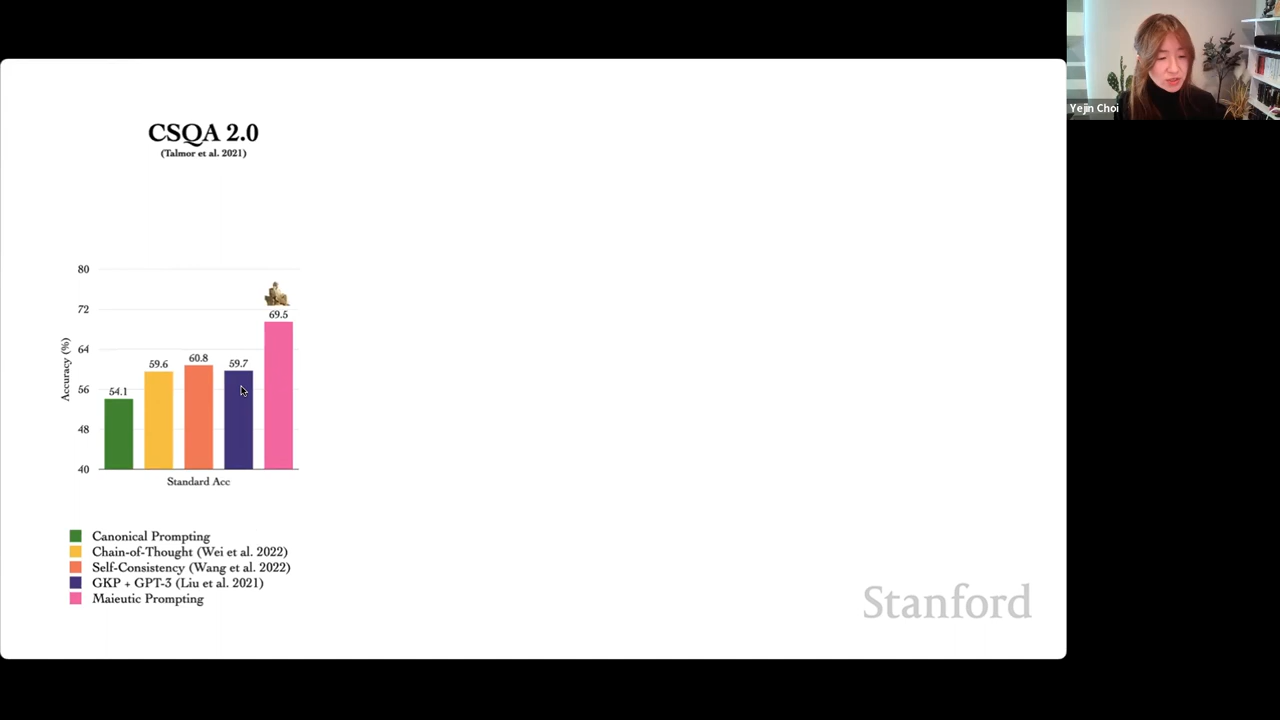 Yejin Choi
CSQA 2.0
(Talmor et al. 2021)
80
72
64
56
48
40
Accuracy (%)
54.1
59.6
60.8
59.7
69.5
Standard Acc
Canonical Prompting
Chain-of-Thought (Wei et al. 2022)
Self-Consistency (Wang et al. 2022)
GKP + GPT-3 (Liu et al. 2021)
Maieutic Prompting
Stanford